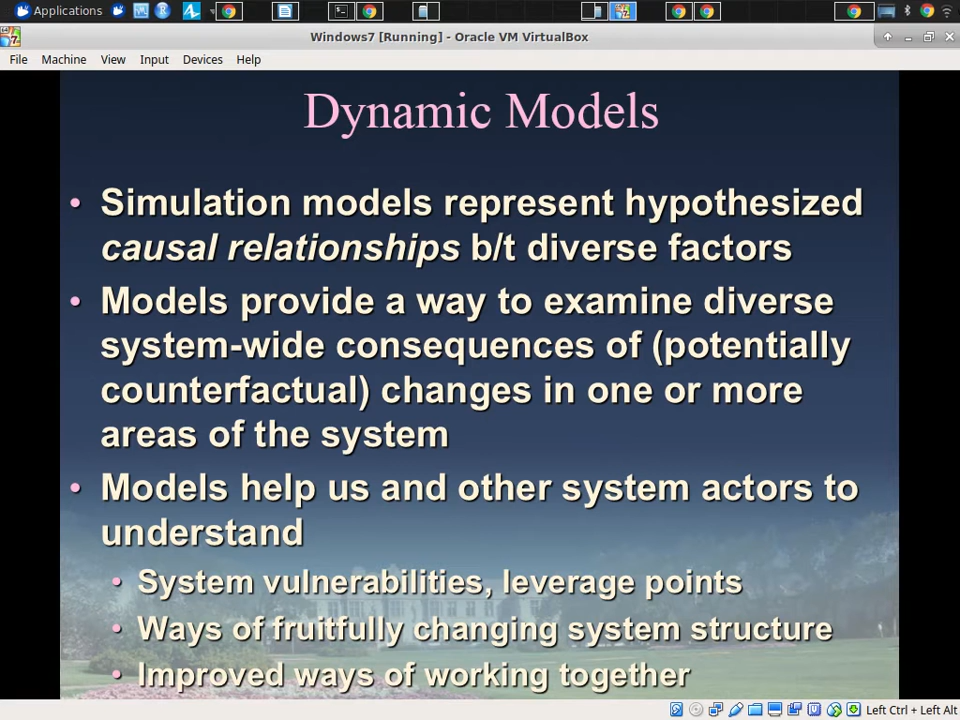 Applications
Windows7 [Running] - Oracle VM VirtualBox
File Machine View Input Devices Help
Dynamic Models
• Simulation models represent hypothesized
causal relationships b/t diverse factors
• Models provide a way to examine diverse
system-wide consequences of (potentially
counterfactual) changes in one or more
areas of the system
• Models help us and other system actors to
understand
• System vulnerabilities, leverage points
• Ways of fruitfully changing system structure
• Improved ways of working together
Left Ctrl + Left Alt